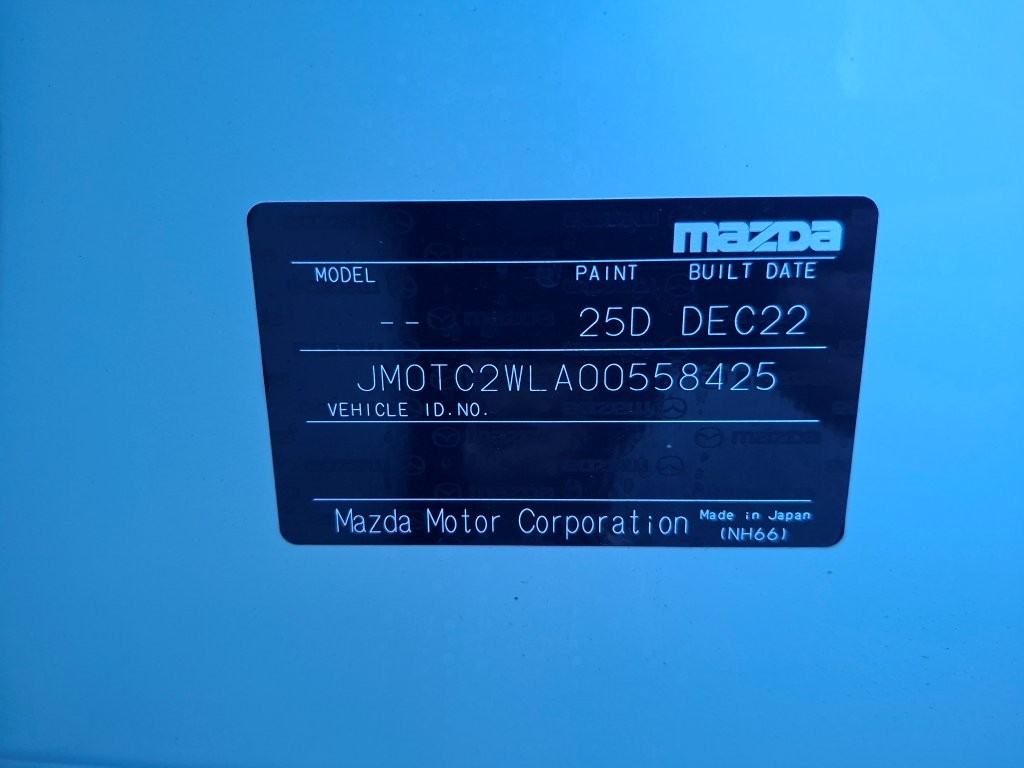 mazda
MODEL PAINT BUILT DATE
-- 25D DEC22
JM0TC2WLA00558425
VEHICLE ID.NO.
Mazda Motor Corporation Made in Japan
(NH66)